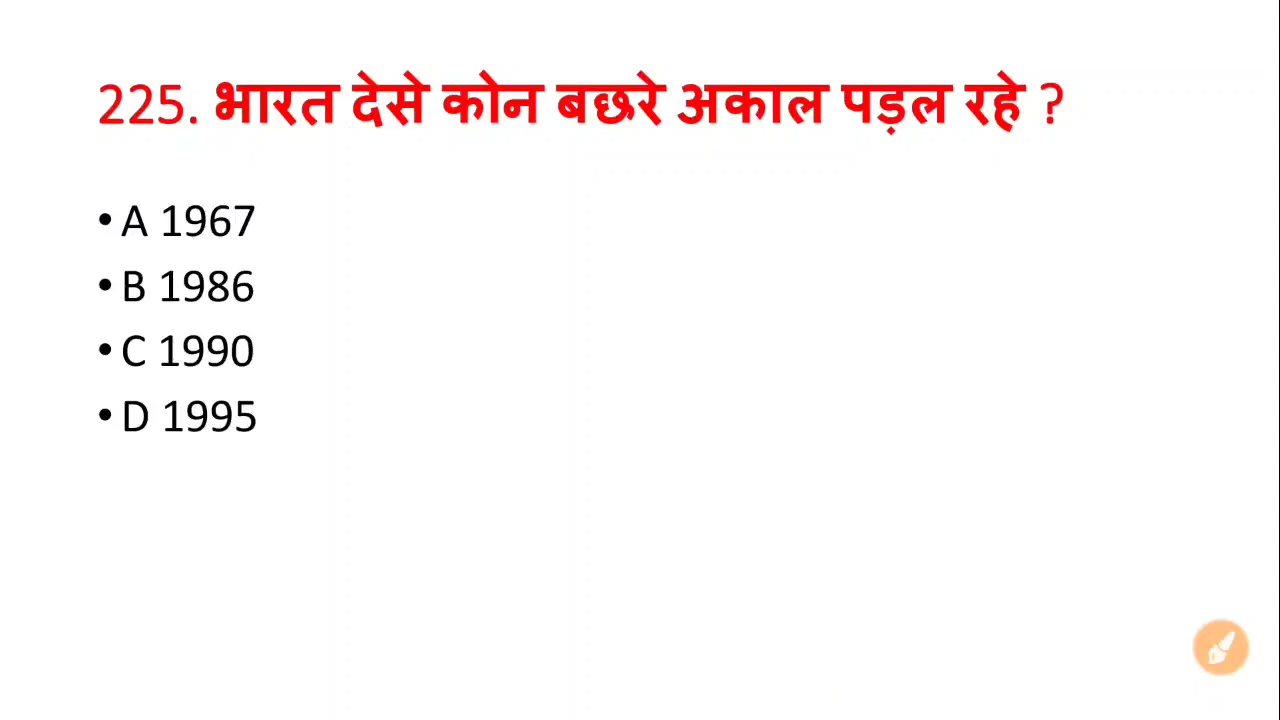 225. भारत देसे कोन बछरे अकाल पड़ल रहे ?
• A 1967
• B 1986
• C 1990
• D 1995